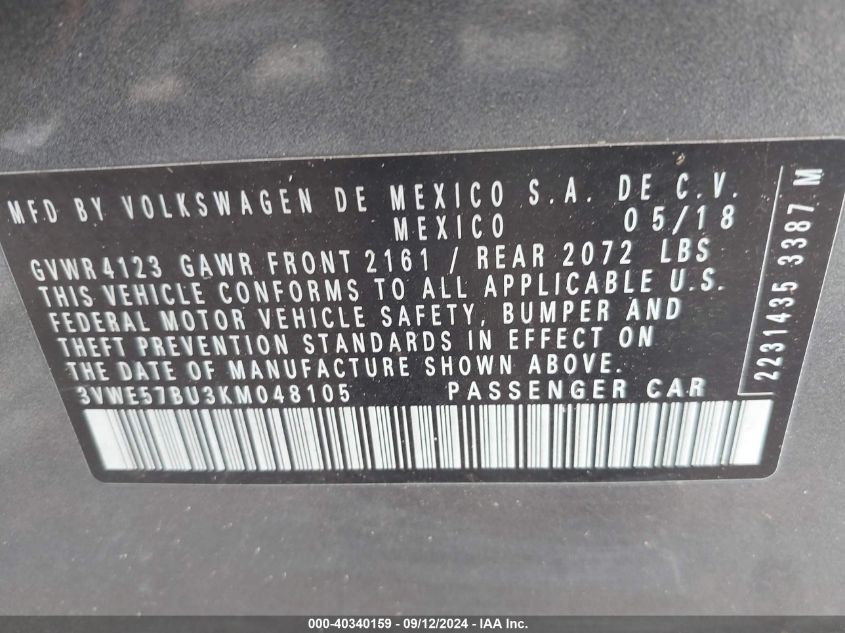 MFD BY VOLKSWAGEN DE MEXICO S.A. DE C.V.
MEXICO 05/18
GVWR4123 GAWR FRONT 2161 / REAR 2072 LBS
THIS VEHICLE CONFORMS TO ALL APPLICABLE U.S.
FEDERAL MOTOR VEHICLE SAFETY, BUMPER AND
THEFT PREVENTION STANDARDS IN EFFECT ON
THE DATE OF MANUFACTURE SHOWN ABOVE.
3VWE57BU3KM048105 PASSENGER CAR
2231435 3387 M
000-40340159 - 09/12/2024 - IAA Inc.